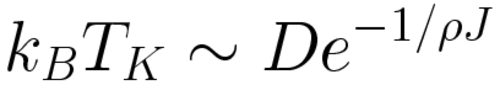 k_B T_K ∼ D e^{−1/ρJ}